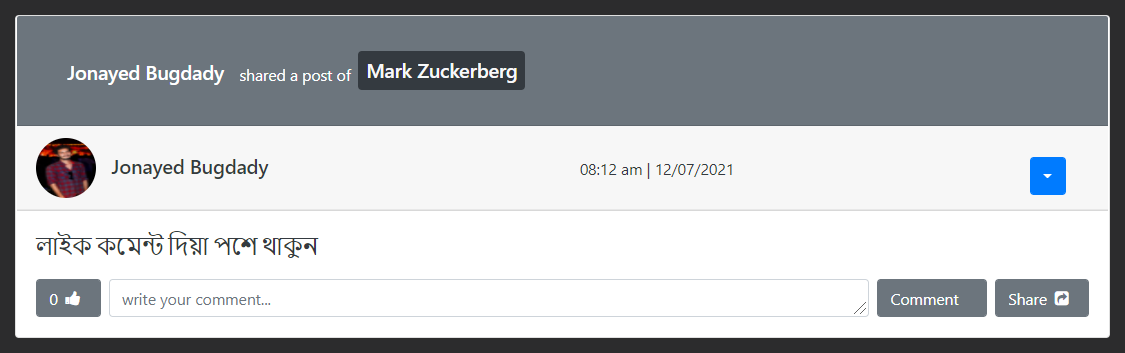 Jonayed Bugdady shared a post of Mark Zuckerberg
Jonayed Bugdady 08:12 am | 12/07/2021
লাইক কমেন্ট দিয়া পশে থাকুন
0 write your comment... Comment Share